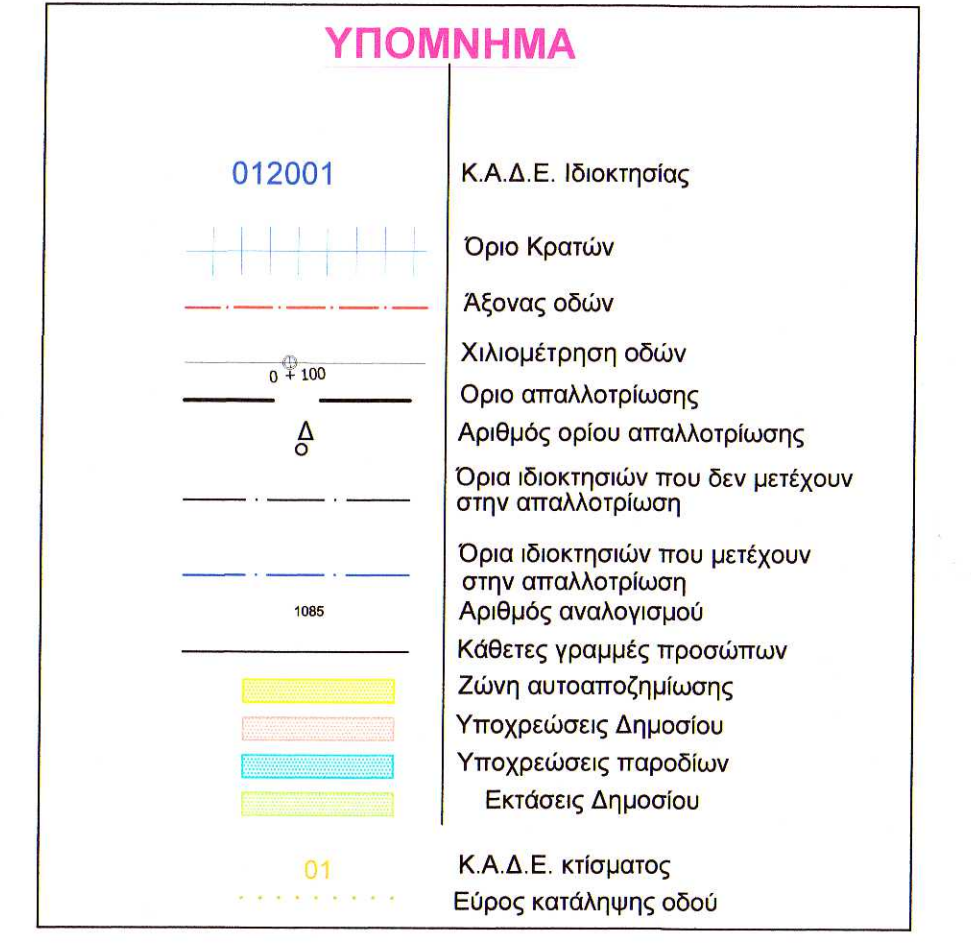 ΥΠΟΜΝΗΜΑ
012001 Κ.Α.Δ.Ε. Ιδιοκτησίας
Όριο Κρατών
Άξονας οδών
Χιλιομέτρηση οδών
0 + 100
Οριο απαλλοτρίωσης
Δ Αριθμός ορίου απαλλοτρίωσης
Όρια ιδιοκτησιών που δεν μετέχουν
στην απαλλοτρίωση
Όρια ιδιοκτησιών που μετέχουν
στην απαλλοτρίωση
1085 Αριθμός αναλογισμού
Κάθετες γραμμές προσώπων
Ζώνη αυτοαποζημίωσης
Υποχρεώσεις Δημοσίου
Υποχρεώσεις παροδίων
Εκτάσεις Δημοσίου
01 Κ.Α.Δ.Ε. κτίσματος
Εύρος κατάληψης οδού